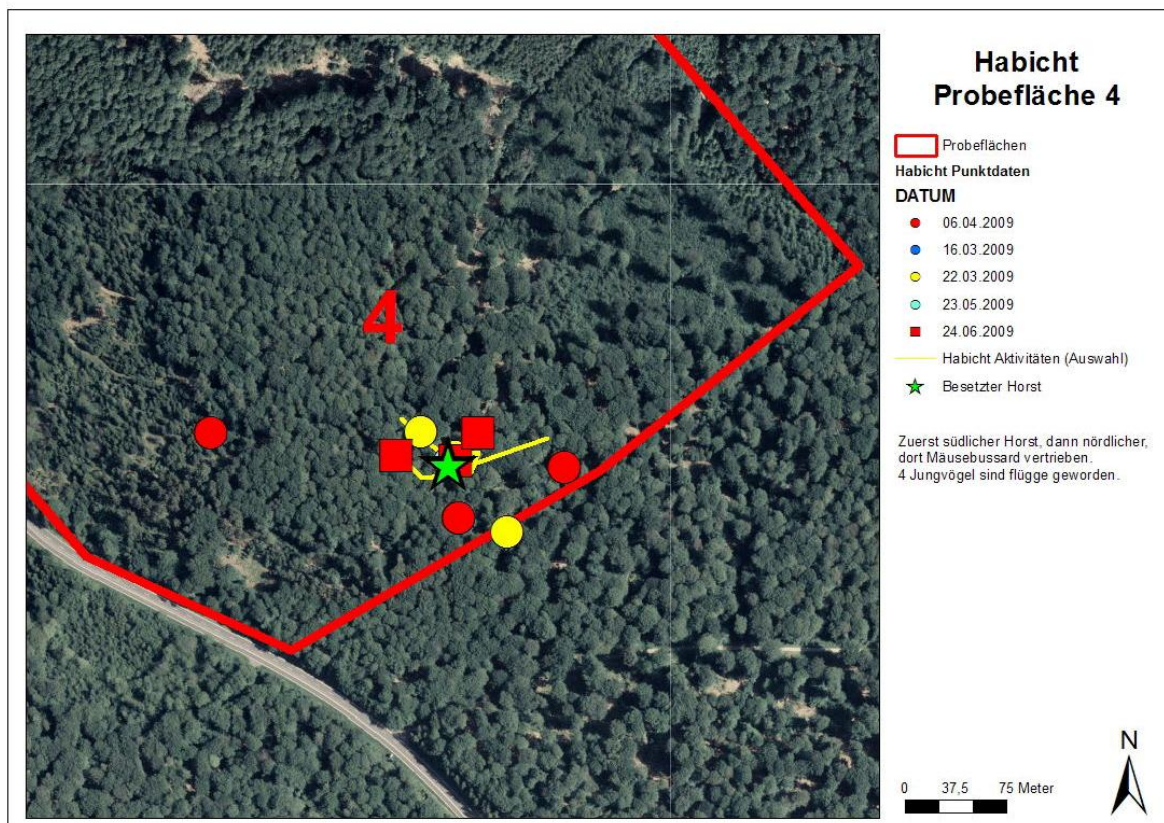 Habicht
Probefläche 4
Probeflächen
Habicht Punktdaten
DATUM
06.04.2009
16.03.2009
22.03.2009
23.05.2009
24.06.2009
Habicht Aktivitäten (Auswahl)
Besetzter Horst
Zuerst südlicher Horst, dann nördlicher,
dort Mäusebussard vertrieben.
4 Jungvögel sind flügge geworden.
4
N
0 37,5 75 Meter